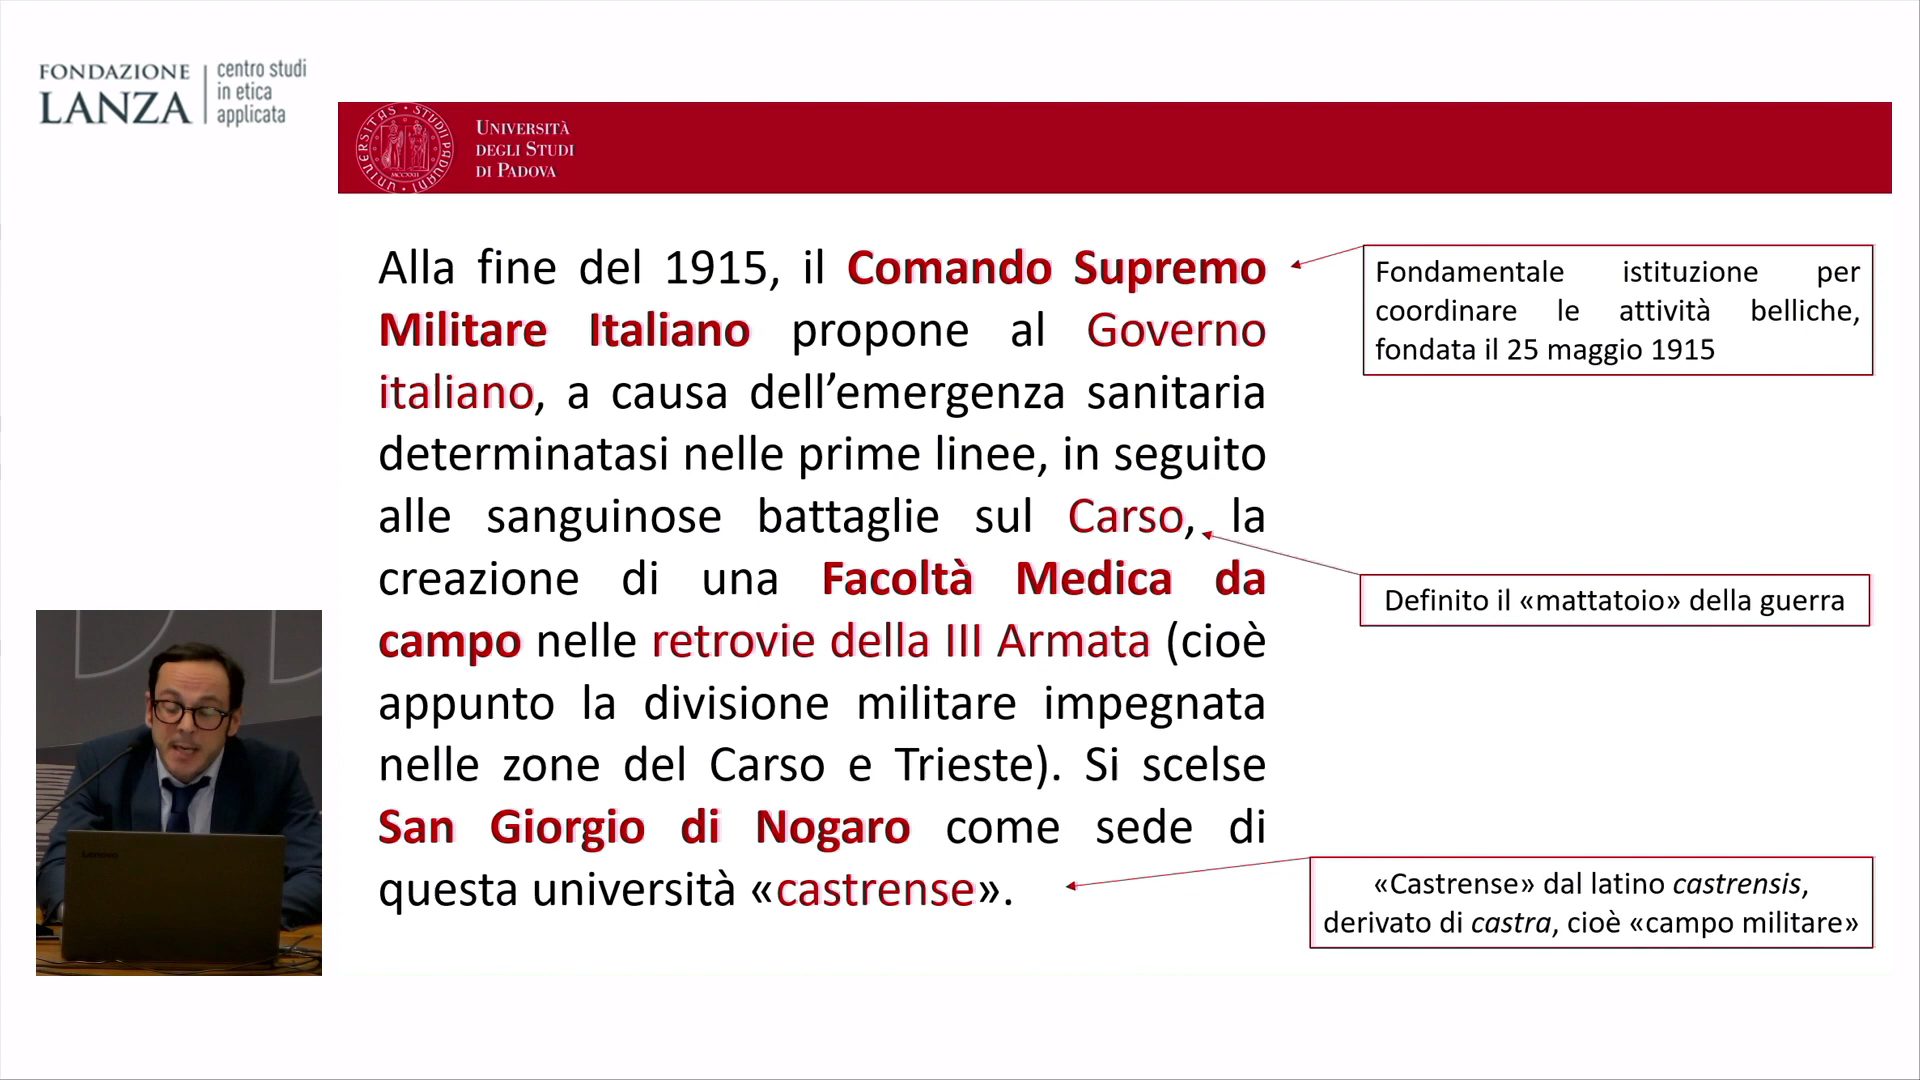 FONDAZIONE
LANZA
centro studi
in etica
applicata
UNIVERSITÀ
DEGLI STUDI
DI PADOVA
UNIVERSITAS STUDII PADUANI
MCCXXII
Alla fine del 1915, il Comando Supremo
Militare Italiano propone al Governo
italiano, a causa dell’emergenza sanitaria
determinatasi nelle prime linee, in seguito
alle sanguinose battaglie sul Carso, la
creazione di una Facoltà Medica da
campo nelle retrovie della III Armata (cioè
appunto la divisione militare impegnata
nelle zone del Carso e Trieste). Si scelse
San Giorgio di Nogaro come sede di
questa università «castrense».
Fondamentale istituzione per
coordinare le attività belliche,
fondata il 25 maggio 1915
Definito il «mattatoio» della guerra
«Castrense» dal latino castrensis,
derivato di castra, cioè «campo militare»
Lenovo